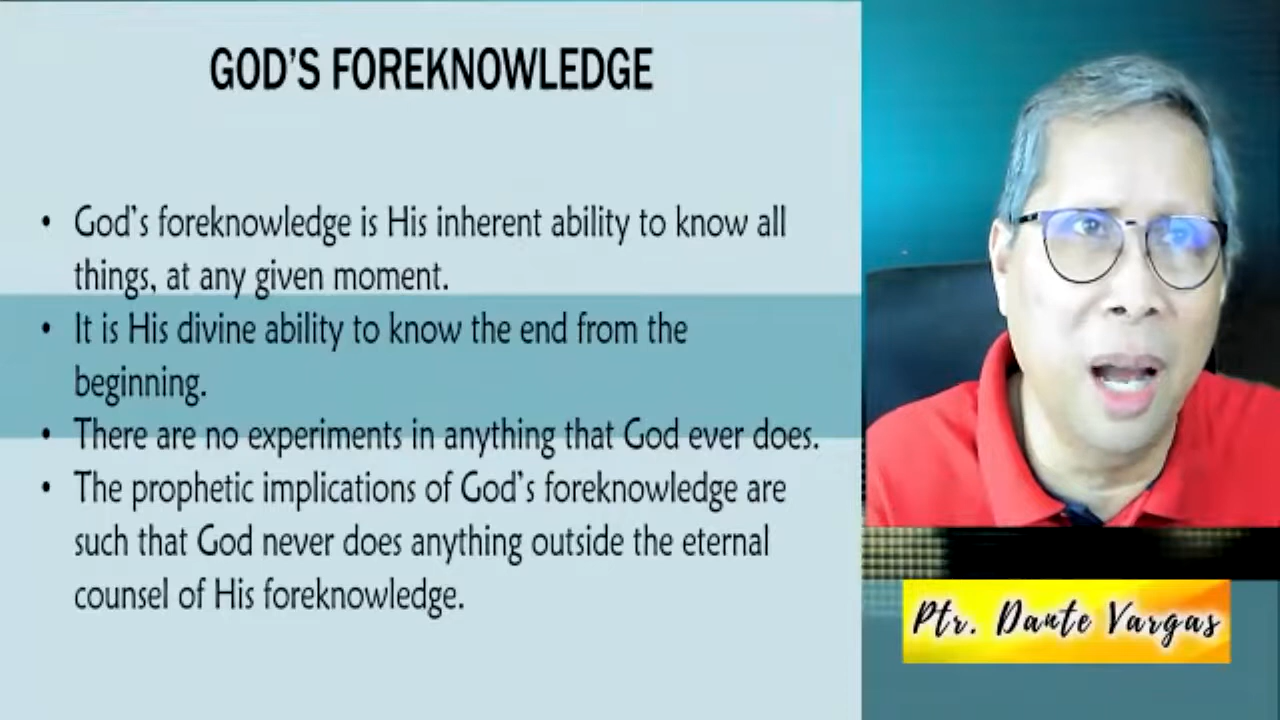 GOD'S FOREKNOWLEDGE
• God's foreknowledge is His inherent ability to know all
things, at any given moment.
• It is His divine ability to know the end from the
beginning.
• There are no experiments in anything that God ever does.
• The prophetic implications of God's foreknowledge are
such that God never does anything outside the eternal
counsel of His foreknowledge.
Ptr. Dante Vargas